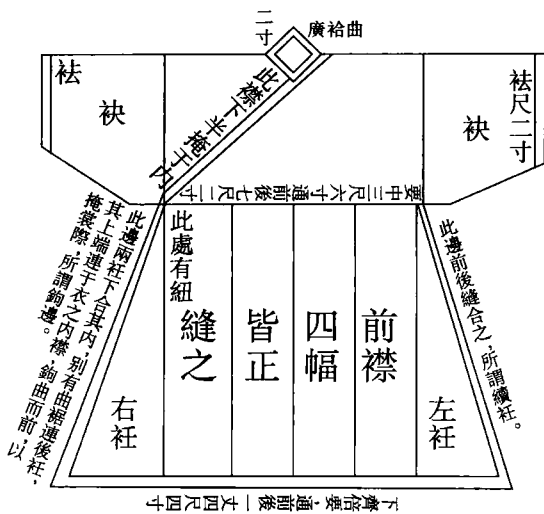 曲袷廣
二寸
袪尺二寸
袂
袂
袪
此襟下半掩于内
要中三尺六寸通前後七尺二寸
此邊前後縫合之，所謂續衽。
左衽
前襟
四幅
皆正
縫之
此處有紐
右衽
此邊兩衽下合其内，别有曲裾連後衽，
其上端連于衣之内襟，鉤曲而前，以
掩裳際，所謂鉤邊。
下齊倍要，通前後一丈四尺四寸